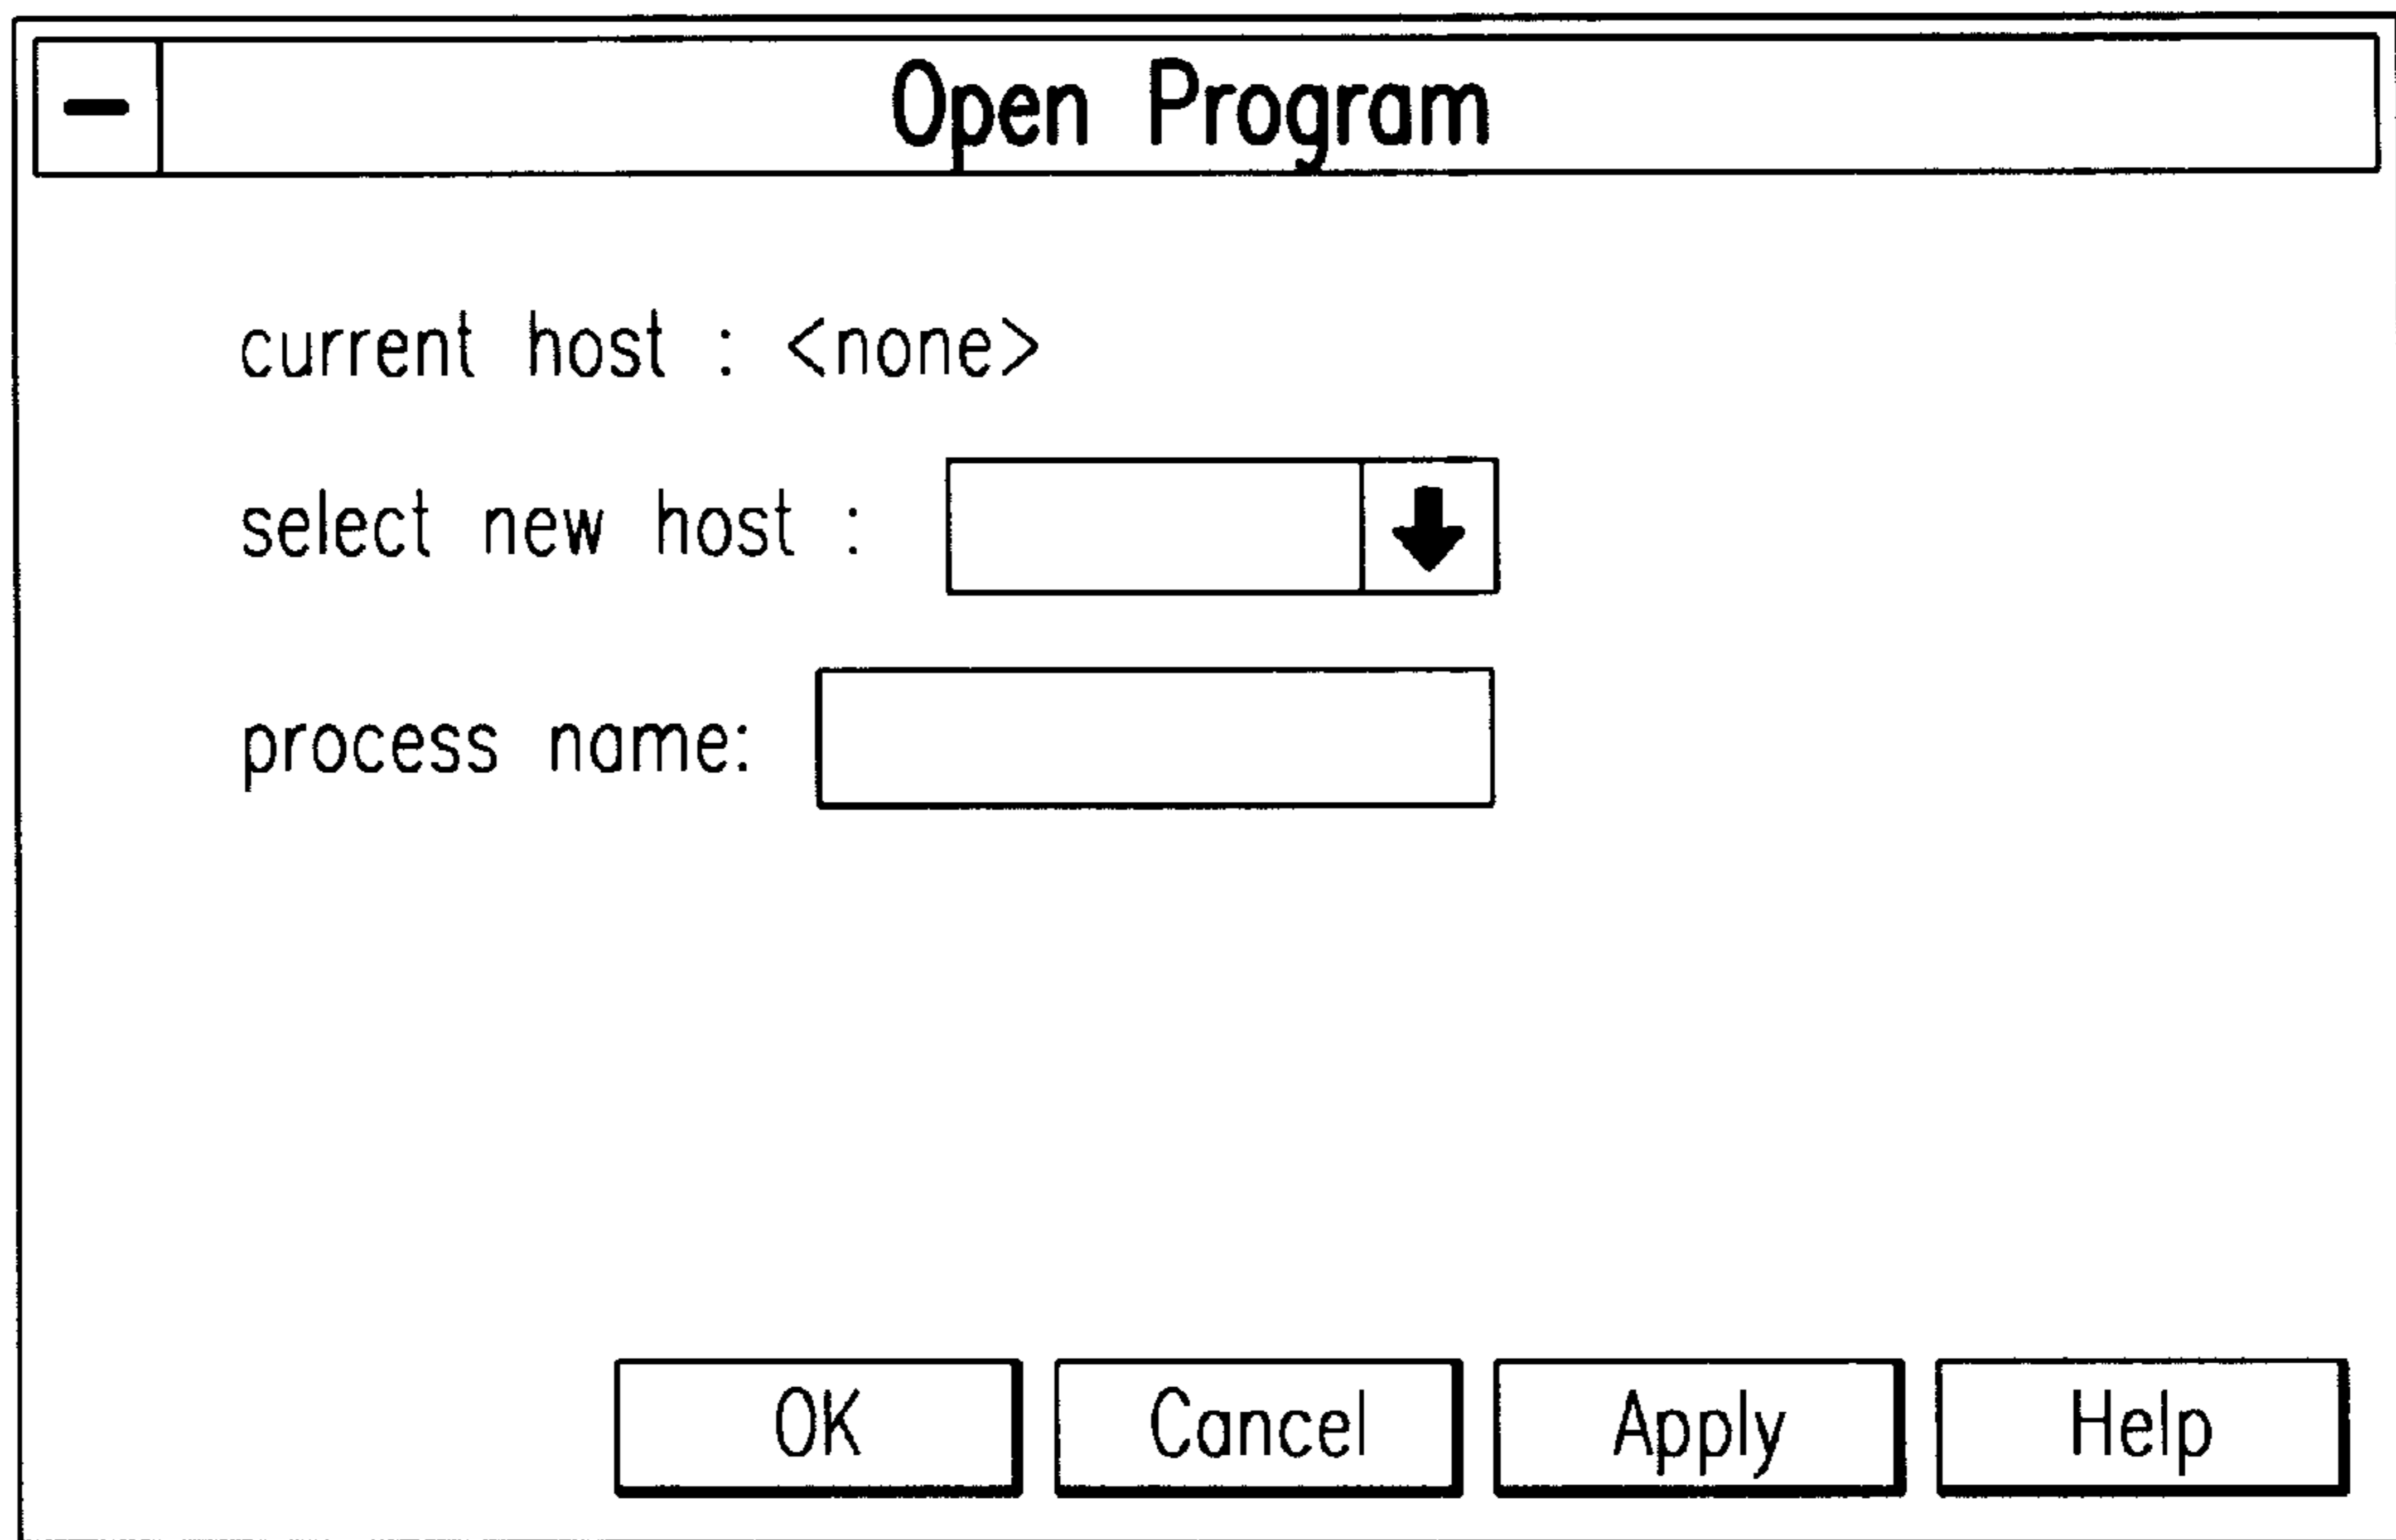 Open Program
current host : <none>
select new host :
process name:
OK Cancel Apply Help